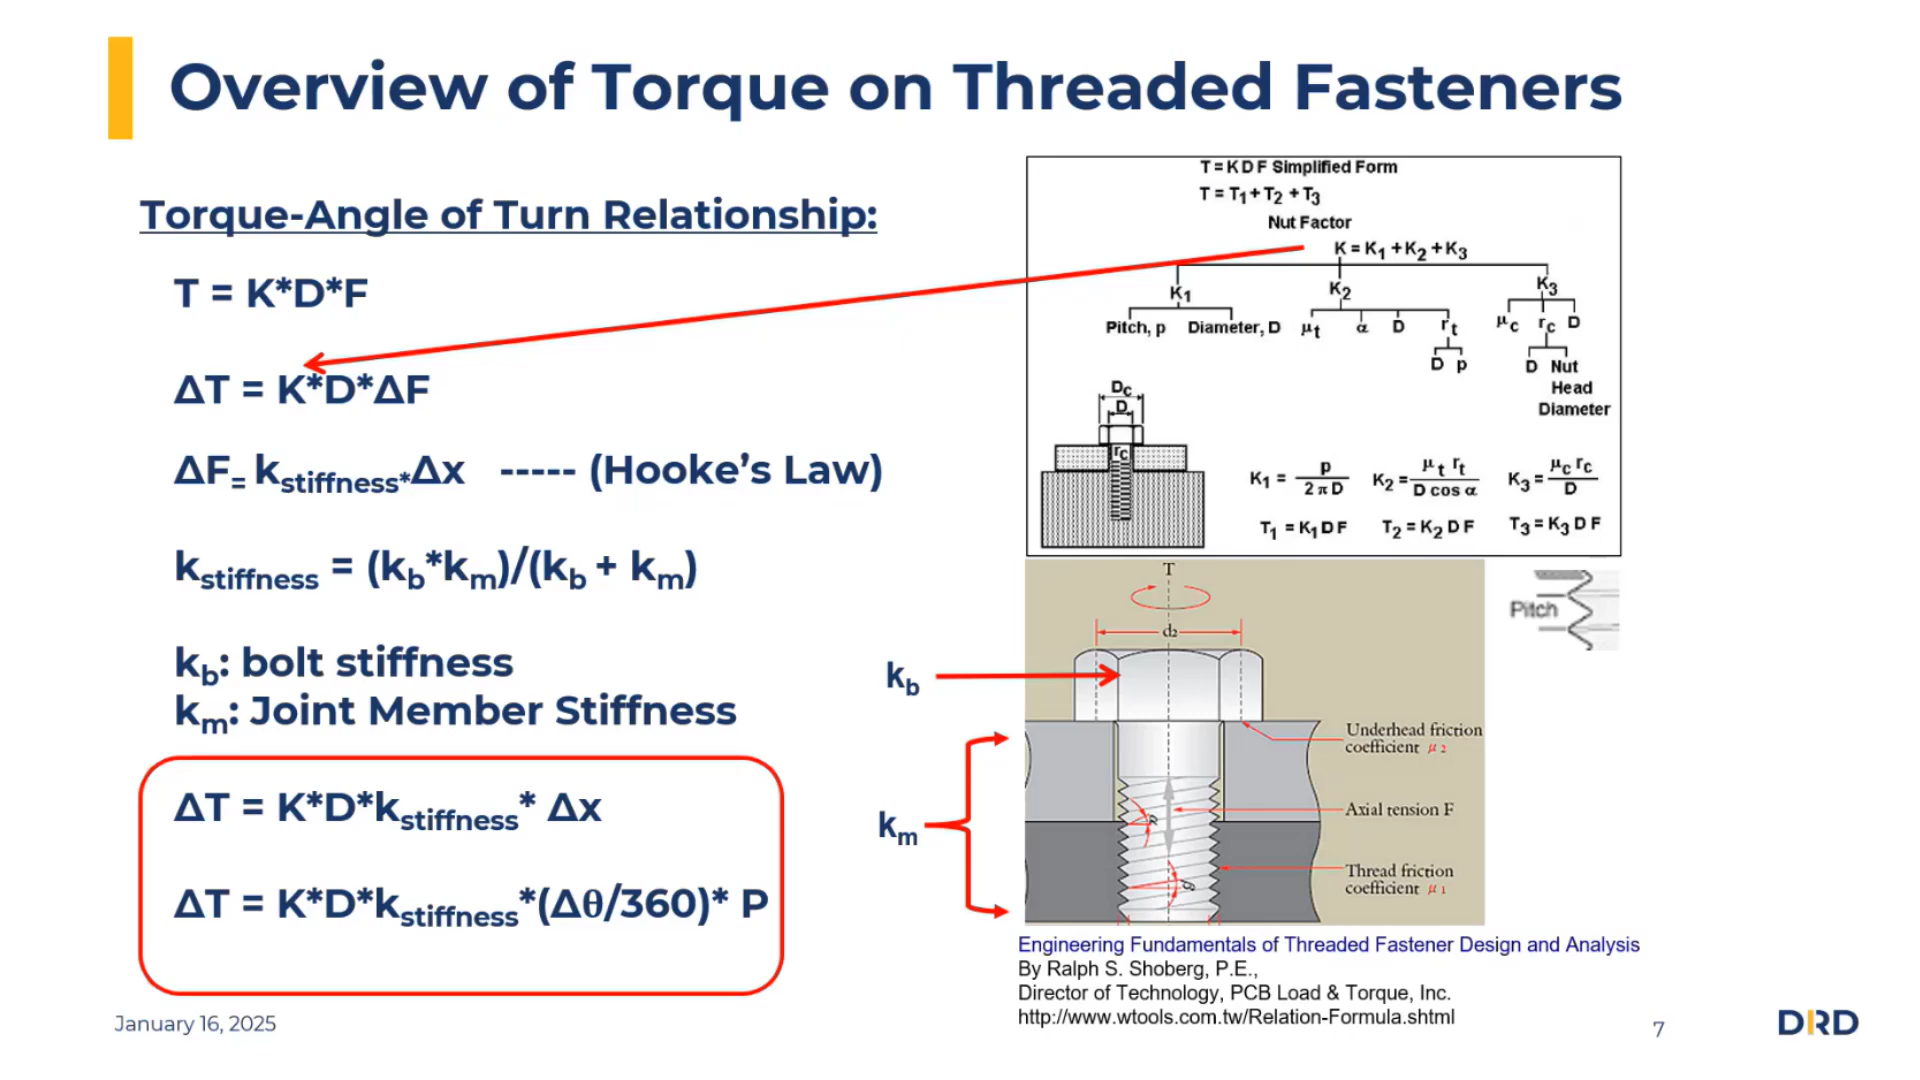 Overview of Torque on Threaded Fasteners
Torque-Angle of Turn Relationship:
T = K*D*F
ΔT = K*D*ΔF
ΔF= kstiffness*Δx ----- (Hooke's Law)
kstiffness = (kb*km)/(kb + km)
kb: bolt stiffness
km: Joint Member Stiffness
ΔT = K*D*kstiffness* Δx
ΔT = K*D*kstiffness*(Δθ/360)* P
T = K D F Simplified Form
T = T1 + T2 + T3
Nut Factor
K = K1 + K2 + K3
K1 K2 K3
Pitch, p Diameter, D μt α D rt μc rc D
D p D Nut
Head
Diameter
Dc
D
rc
K1 = p / 2 π D K2 = μt rt / D cos α K3 = μc rc / D
T1 = K1 D F T2 = K2 D F T3 = K3 D F
T
d2
Pitch
kb
km
Underhead friction
coefficient μ2
Axial tension F
Thread friction
coefficient μ1
Engineering Fundamentals of Threaded Fastener Design and Analysis
By Ralph S. Shoberg, P.E.,
Director of Technology, PCB Load & Torque, Inc.
http://www.wtools.com.tw/Relation-Formula.shtml
January 16, 2025
7
DRD